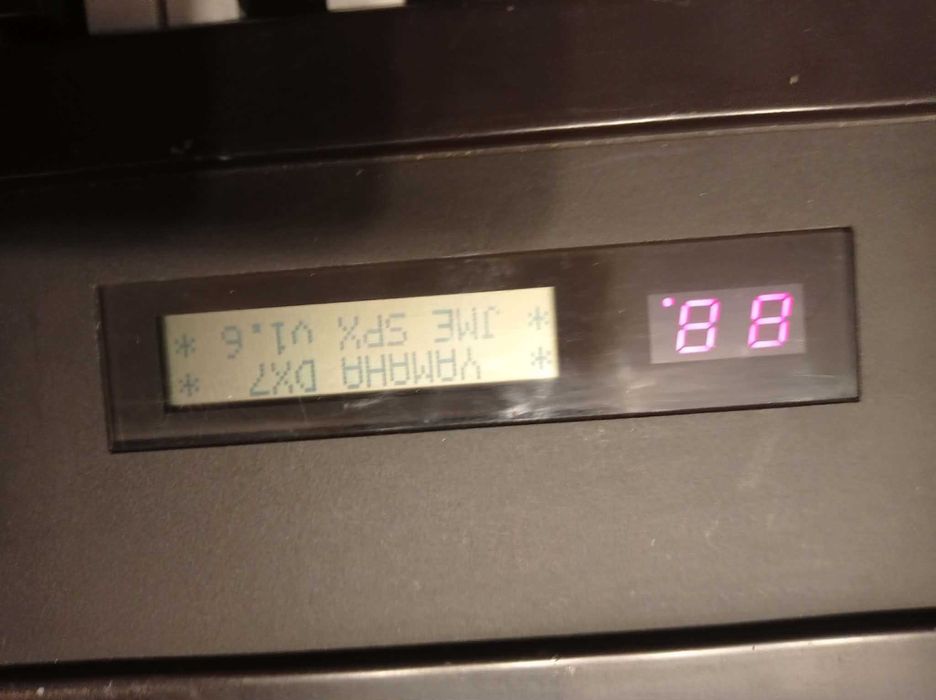 * YAMAHA DX7 *
* JME SPX v1.6 *
88.